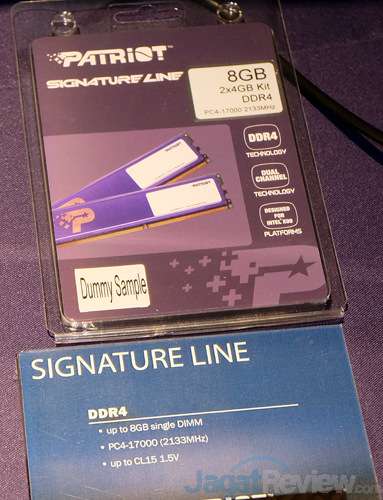 PATRIOT
SIGNATURE LINE
8GB
2x4GB Kit
DDR4
PC4-17000 2133MHz
DDR4
TECHNOLOGY
DUAL
CHANNEL
TECHNOLOGY
DESIGNED
FOR
INTEL X99
PLATFORMS
PATRIOT
PATRIOT
Dummy Sample
SIGNATURE LINE
DDR4
• up to 8GB single DIMM
• PC4-17000 (2133MHz)
• up to CL15 1.5V
JagatReview.com